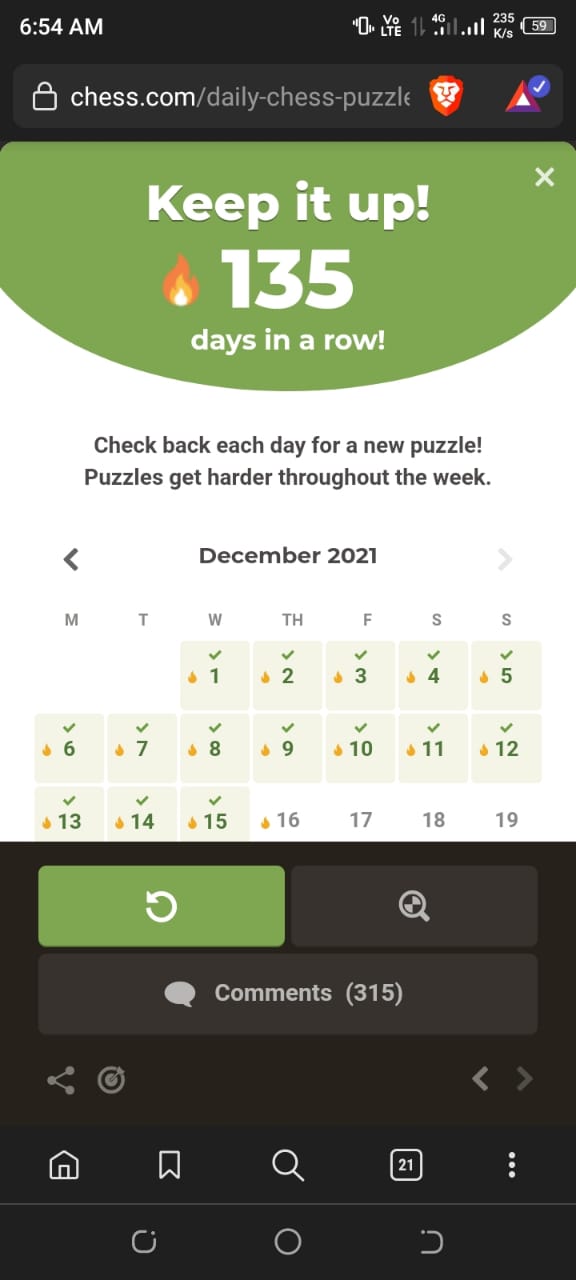 6:54 AM Vo LTE 4G 235 K/s 59
chess.com/daily-chess-puzzle
Keep it up!
135
days in a row!
Check back each day for a new puzzle!
Puzzles get harder throughout the week.
December 2021
M T W TH F S S
1 2 3 4 5
6 7 8 9 10 11 12
13 14 15 16 17 18 19
Comments (315)
21